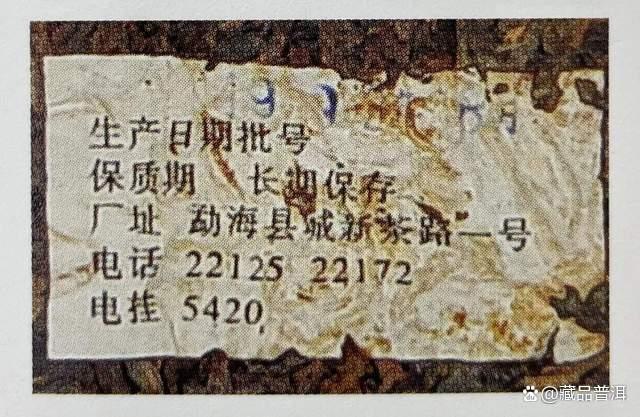 生产日期批号
保质期 长期保存
厂址 勐海县城新茶路一号
电话 22125 22172
电挂 5420
@藏品普洱